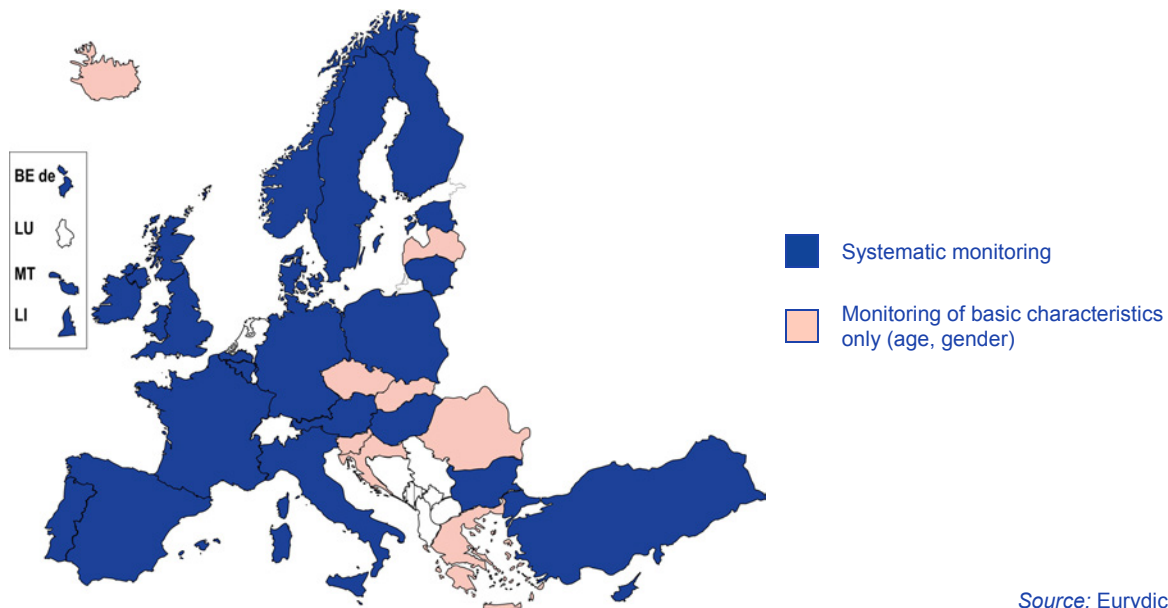 BE de
LU
MT
LI
Systematic monitoring
Monitoring of basic characteristics
only (age, gender)
Source: Eurydic